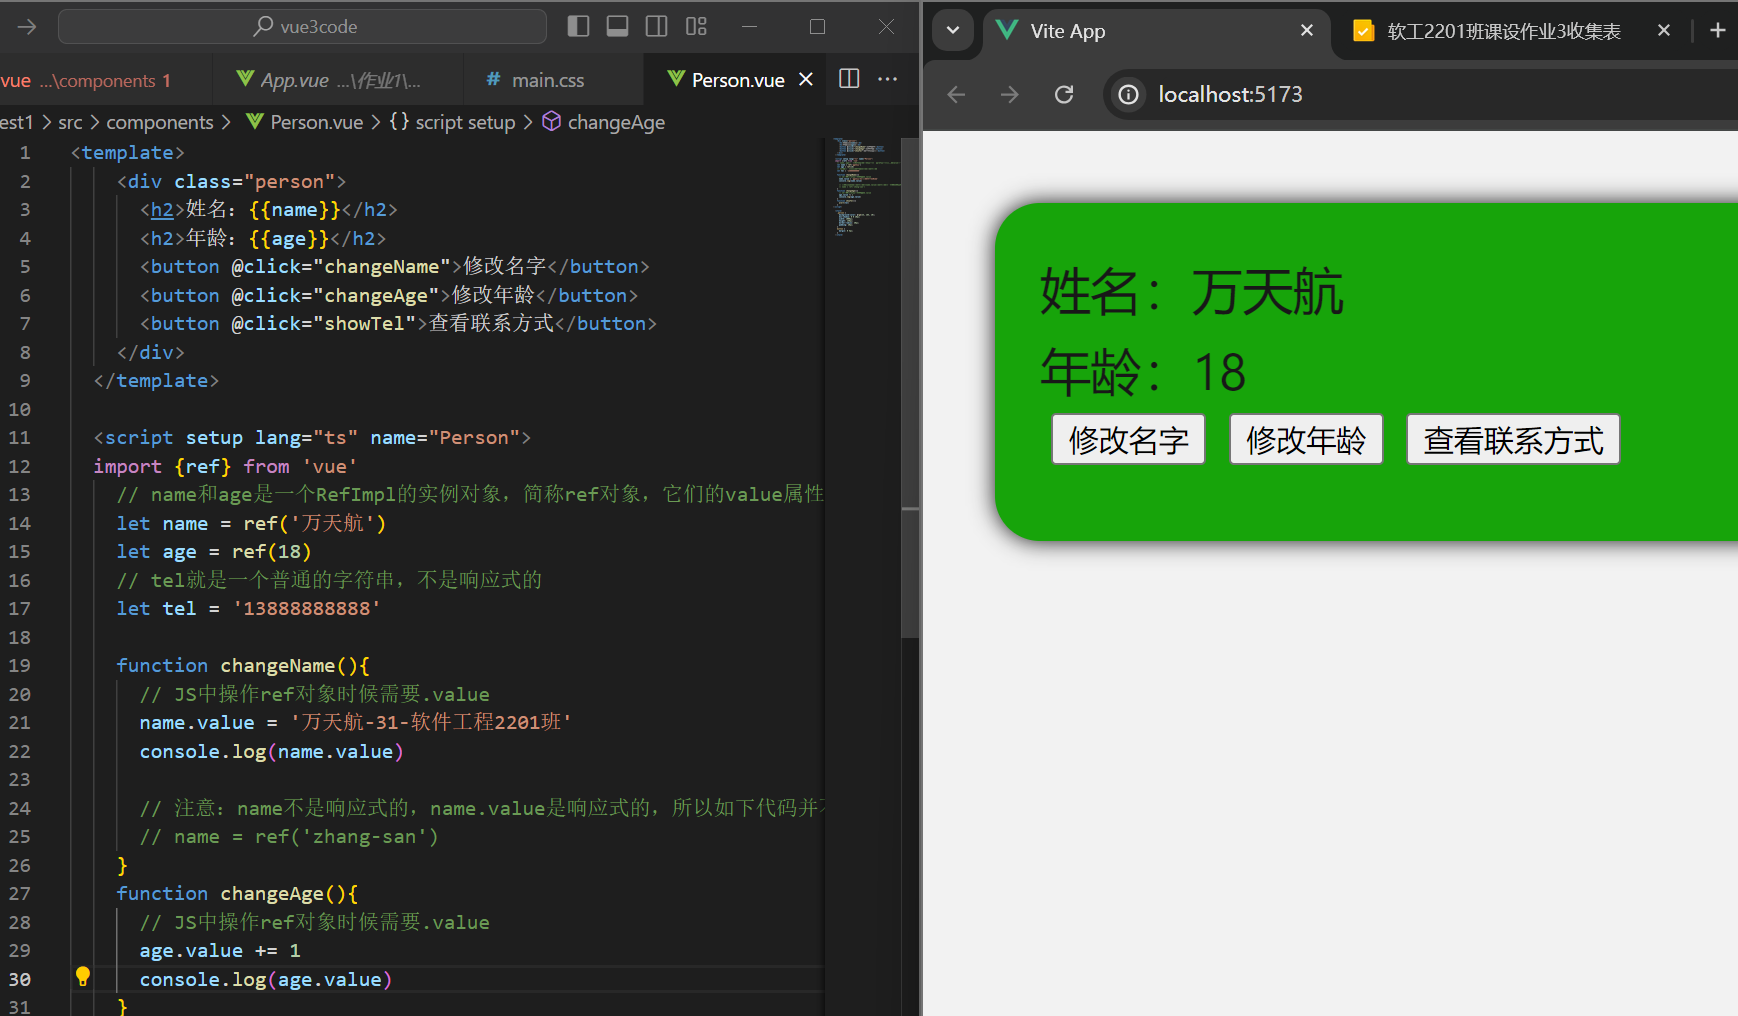 vue3code
vue ...\components 1
App.vue ...\作业1\...
# main.css
Person.vue
est1 > src > components > Person.vue > {} script setup > changeAge
1 <template>
2 <div class="person">
3 <h2>姓名：{{name}}</h2>
4 <h2>年龄：{{age}}</h2>
5 <button @click="changeName">修改名字</button>
6 <button @click="changeAge">修改年龄</button>
7 <button @click="showTel">查看联系方式</button>
8 </div>
9 </template>
10
11 <script setup lang="ts" name="Person">
12 import {ref} from 'vue'
13 // name和age是一个RefImpl的实例对象，简称ref对象，它们的value属性
14 let name = ref('万天航')
15 let age = ref(18)
16 // tel就是一个普通的字符串，不是响应式的
17 let tel = '13888888888'
18
19 function changeName(){
20 // JS中操作ref对象时候需要.value
21 name.value = '万天航-31-软件工程2201班'
22 console.log(name.value)
23
24 // 注意：name不是响应式的，name.value是响应式的，所以如下代码并
25 // name = ref('zhang-san')
26 }
27 function changeAge(){
28 // JS中操作ref对象时候需要.value
29 age.value += 1
30 console.log(age.value)
31 }
Vite App
软工2201班课设作业3收集表
localhost:5173
姓名：万天航
年龄：18
修改名字
修改年龄
查看联系方式